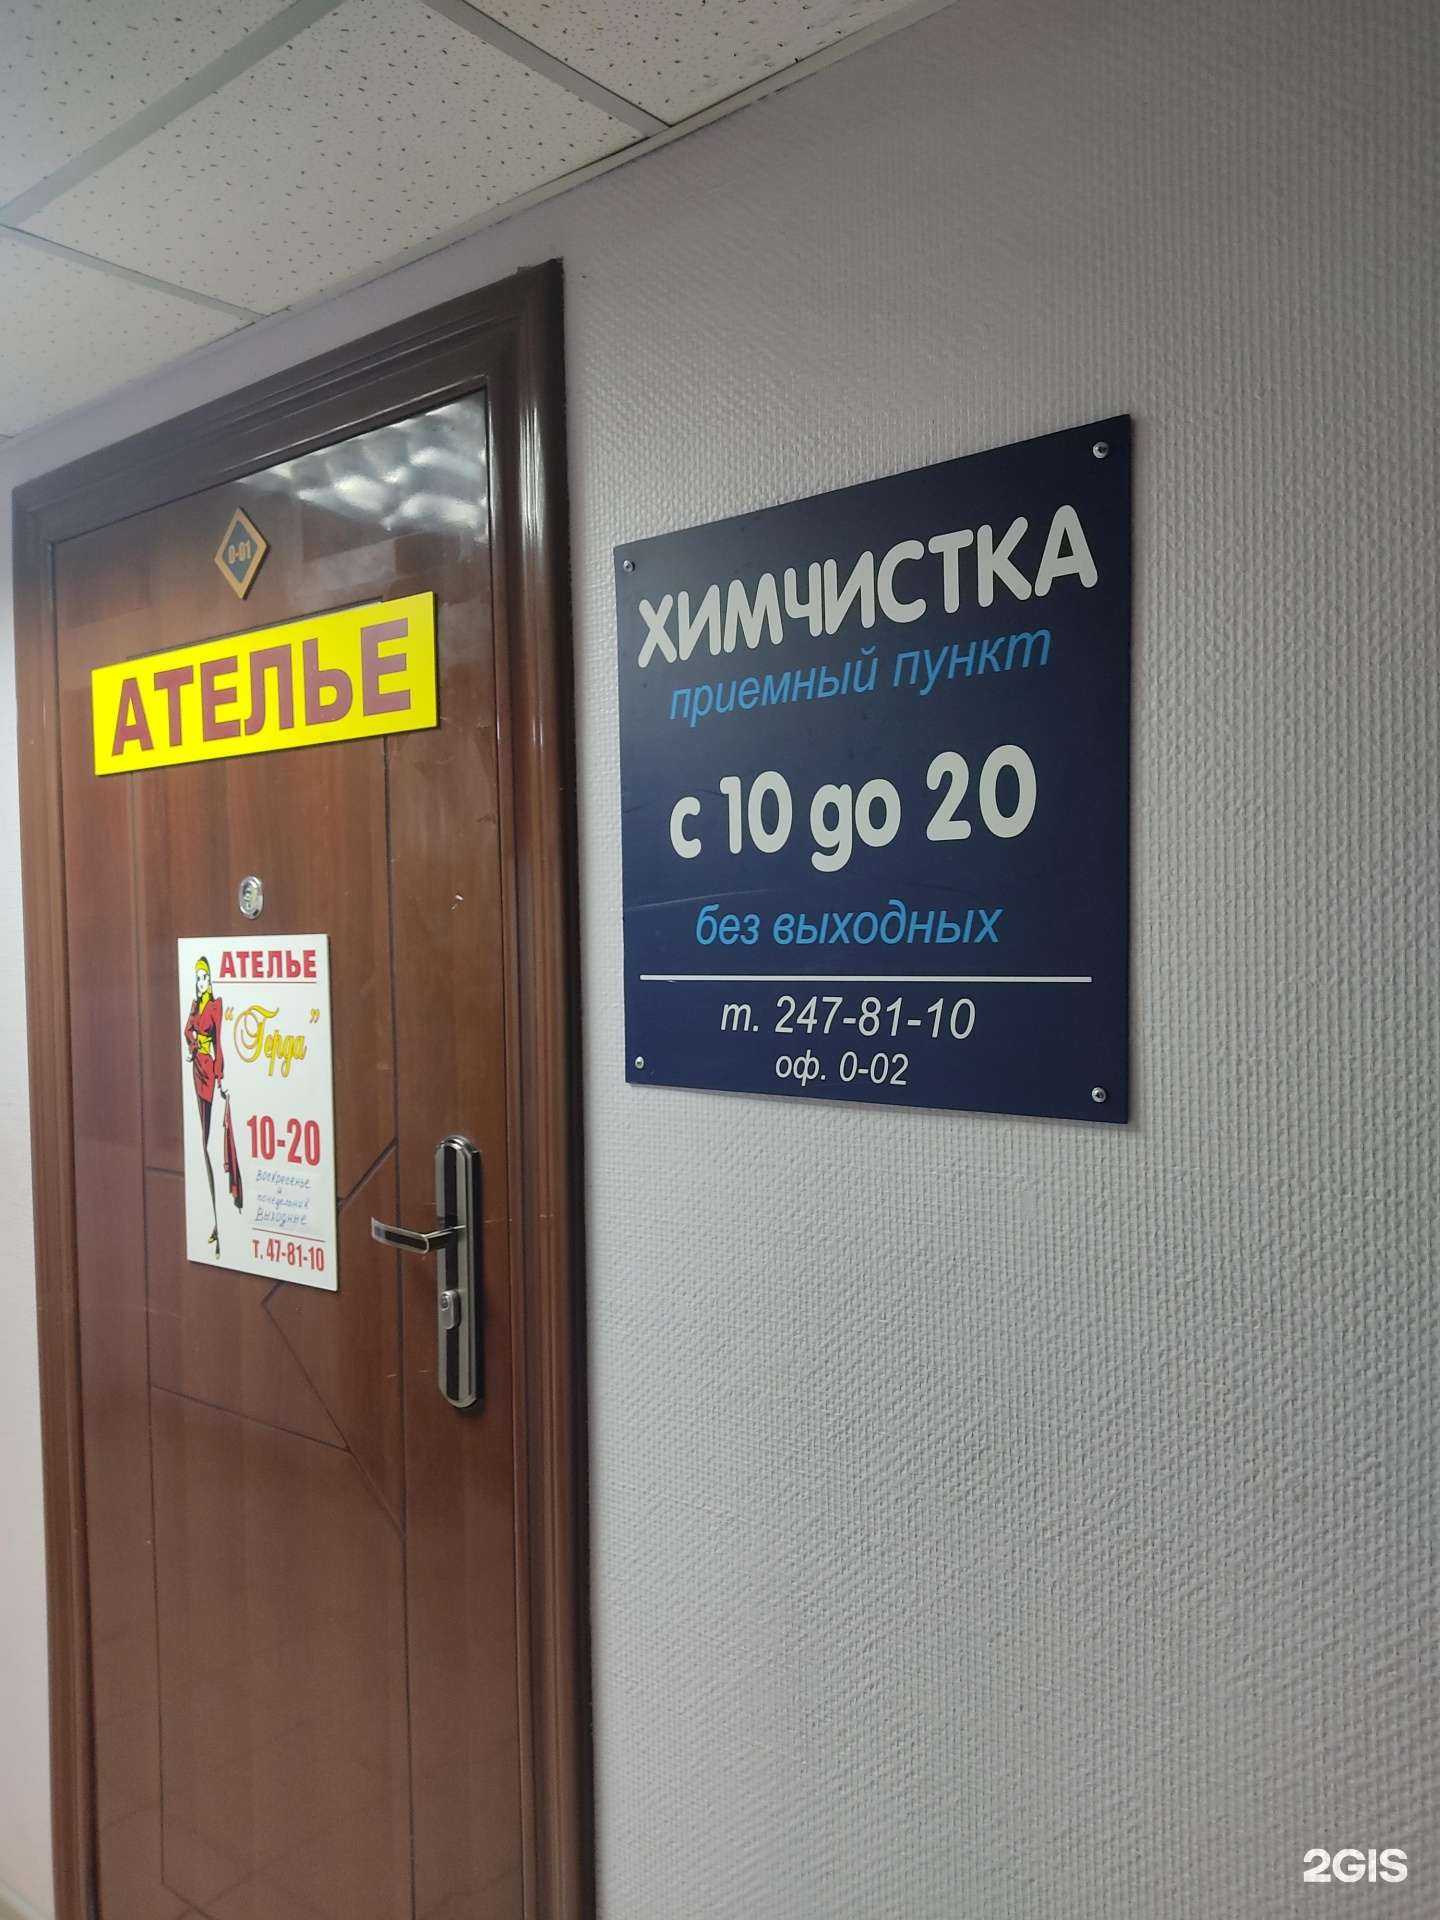 0-01
АТЕЛЬЕ
АТЕЛЬЕ
"Герда"
10-20
воскресенье
и
понедельник
Выходные
т. 47-81-10
ХИМЧИСТКА
приемный пункт
с 10 до 20
без выходных
т. 247-81-10
оф. 0-02
2GIS